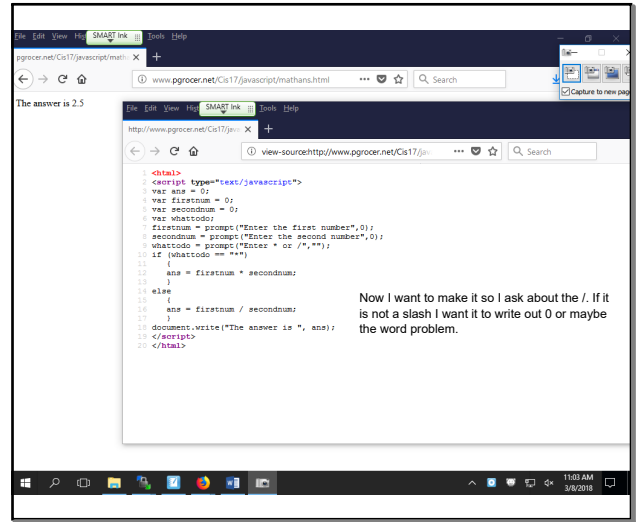 File Edit View High SMART Ink Tools Help
pgrocer.net/Cis17/javascript/math
www.pgrocer.net/Cis17/javascript/mathans.html
Search
Capture to new page
The answer is 2.5
File Edit View Hist SMART Ink Tools Help
http://www.pgrocer.net/Cis17/java
view-source:http://www.pgrocer.net/Cis17/jav
Search
1 <html>
2 <script type="text/javascript">
3 var ans = 0;
4 var firstnum = 0;
5 var secondnum = 0;
6 var whattodo;
7 firstnum = prompt("Enter the first number",0);
8 secondnum = prompt("Enter the second number",0);
9 whattodo = prompt("Enter * or /","");
10 if (whattodo == "*")
11 {
12 ans = firstnum * secondnum;
13 }
14 else
15 {
16 ans = firstnum / secondnum;
17 }
18 document.write("The answer is ", ans);
19 </script>
20 </html>
Now I want to make it so I ask about the /. If it
is not a slash I want it to write out 0 or maybe
the word problem.
11:03 AM
3/8/2018